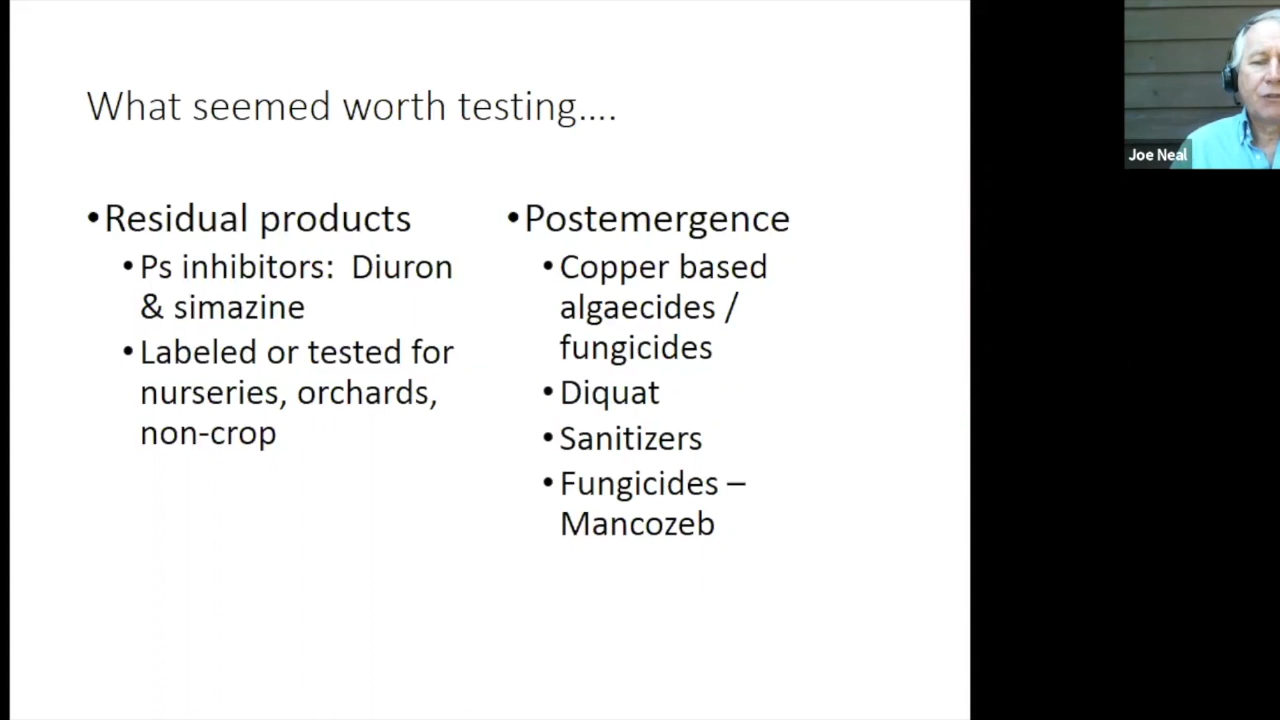 What seemed worth testing....
•Residual products
•Ps inhibitors:  Diuron
& simazine
•Labeled or tested for
nurseries, orchards,
non-crop
•Postemergence
•Copper based
algaecides /
fungicides
•Diquat
•Sanitizers
•Fungicides –
Mancozeb
Joe Neal